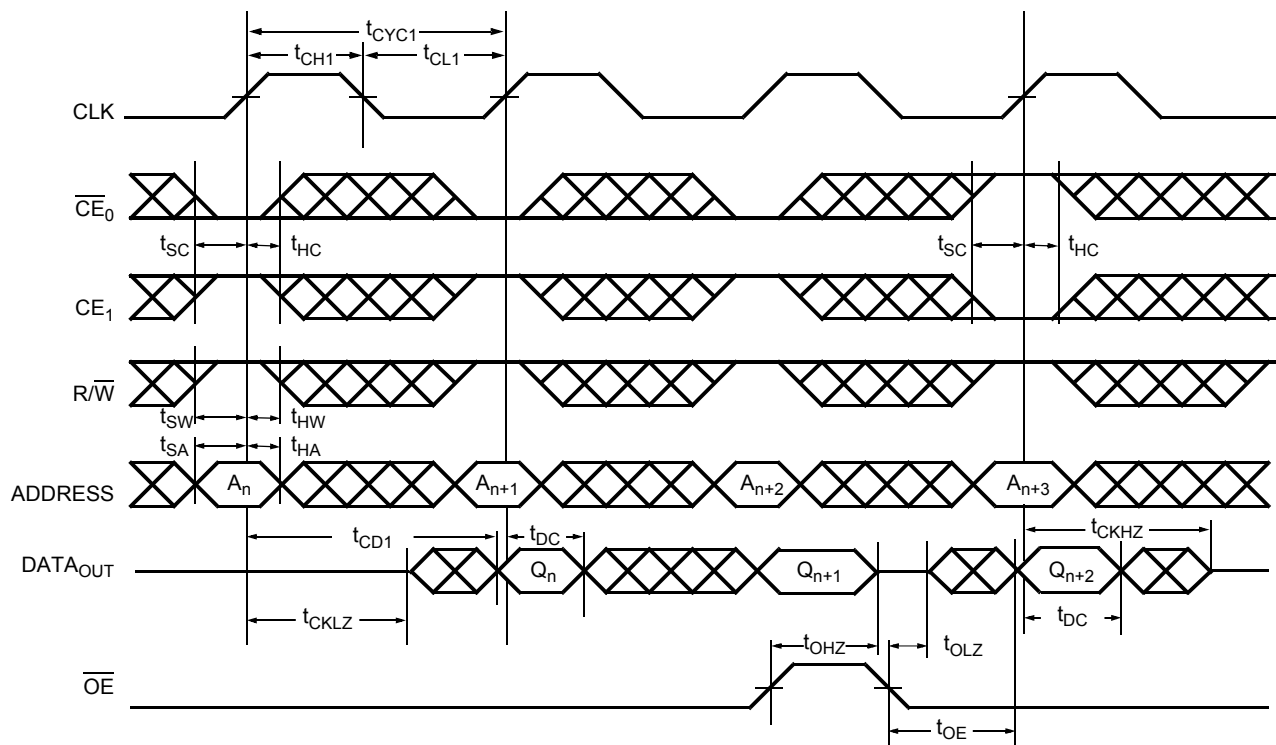 tCYC1
tCH1 tCL1
CLK
CE0
tSC tHC tSC tHC
CE1
R/W
tSW tHW
tSA tHA
ADDRESS An An+1 An+2 An+3
tCD1 tDC tCKHZ
DATAOUT Qn Qn+1 Qn+2
tCKLZ tDC
tOHZ tOLZ
OE
tOE